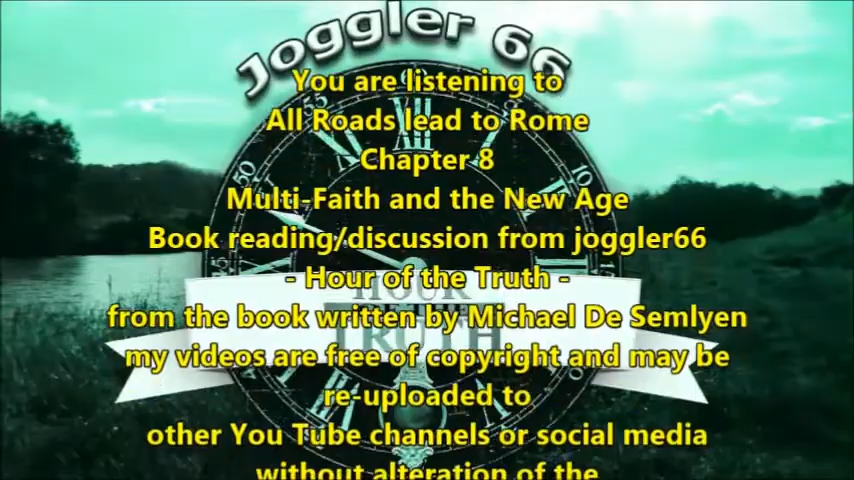 Joggler 66
You are listening to
All Roads lead to Rome
Chapter 8
Multi-Faith and the New Age
Book reading/discussion from joggler66
- Hour of the Truth -
from the book written by Michael De Semlyen
my videos are free of copyright and may be
re-uploaded to
other You Tube channels or social media
without alteration of the
HOUR
TRUTH